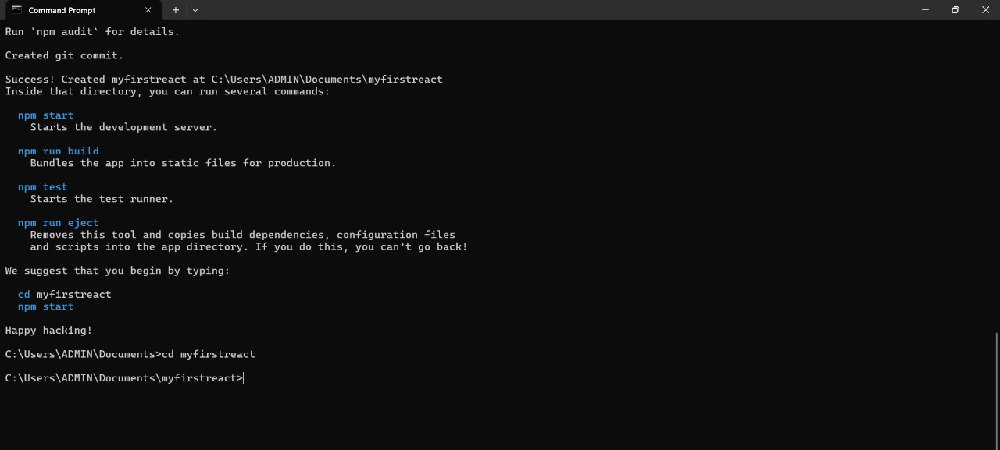 Command Prompt
Run `npm audit` for details.
Created git commit.
Success! Created myfirstreact at C:\Users\ADMIN\Documents\myfirstreact
Inside that directory, you can run several commands:
npm start
Starts the development server.
npm run build
Bundles the app into static files for production.
npm test
Starts the test runner.
npm run eject
Removes this tool and copies build dependencies, configuration files
and scripts into the app directory. If you do this, you can't go back!
We suggest that you begin by typing:
cd myfirstreact
npm start
Happy hacking!
C:\Users\ADMIN\Documents>cd myfirstreact
C:\Users\ADMIN\Documents\myfirstreact>